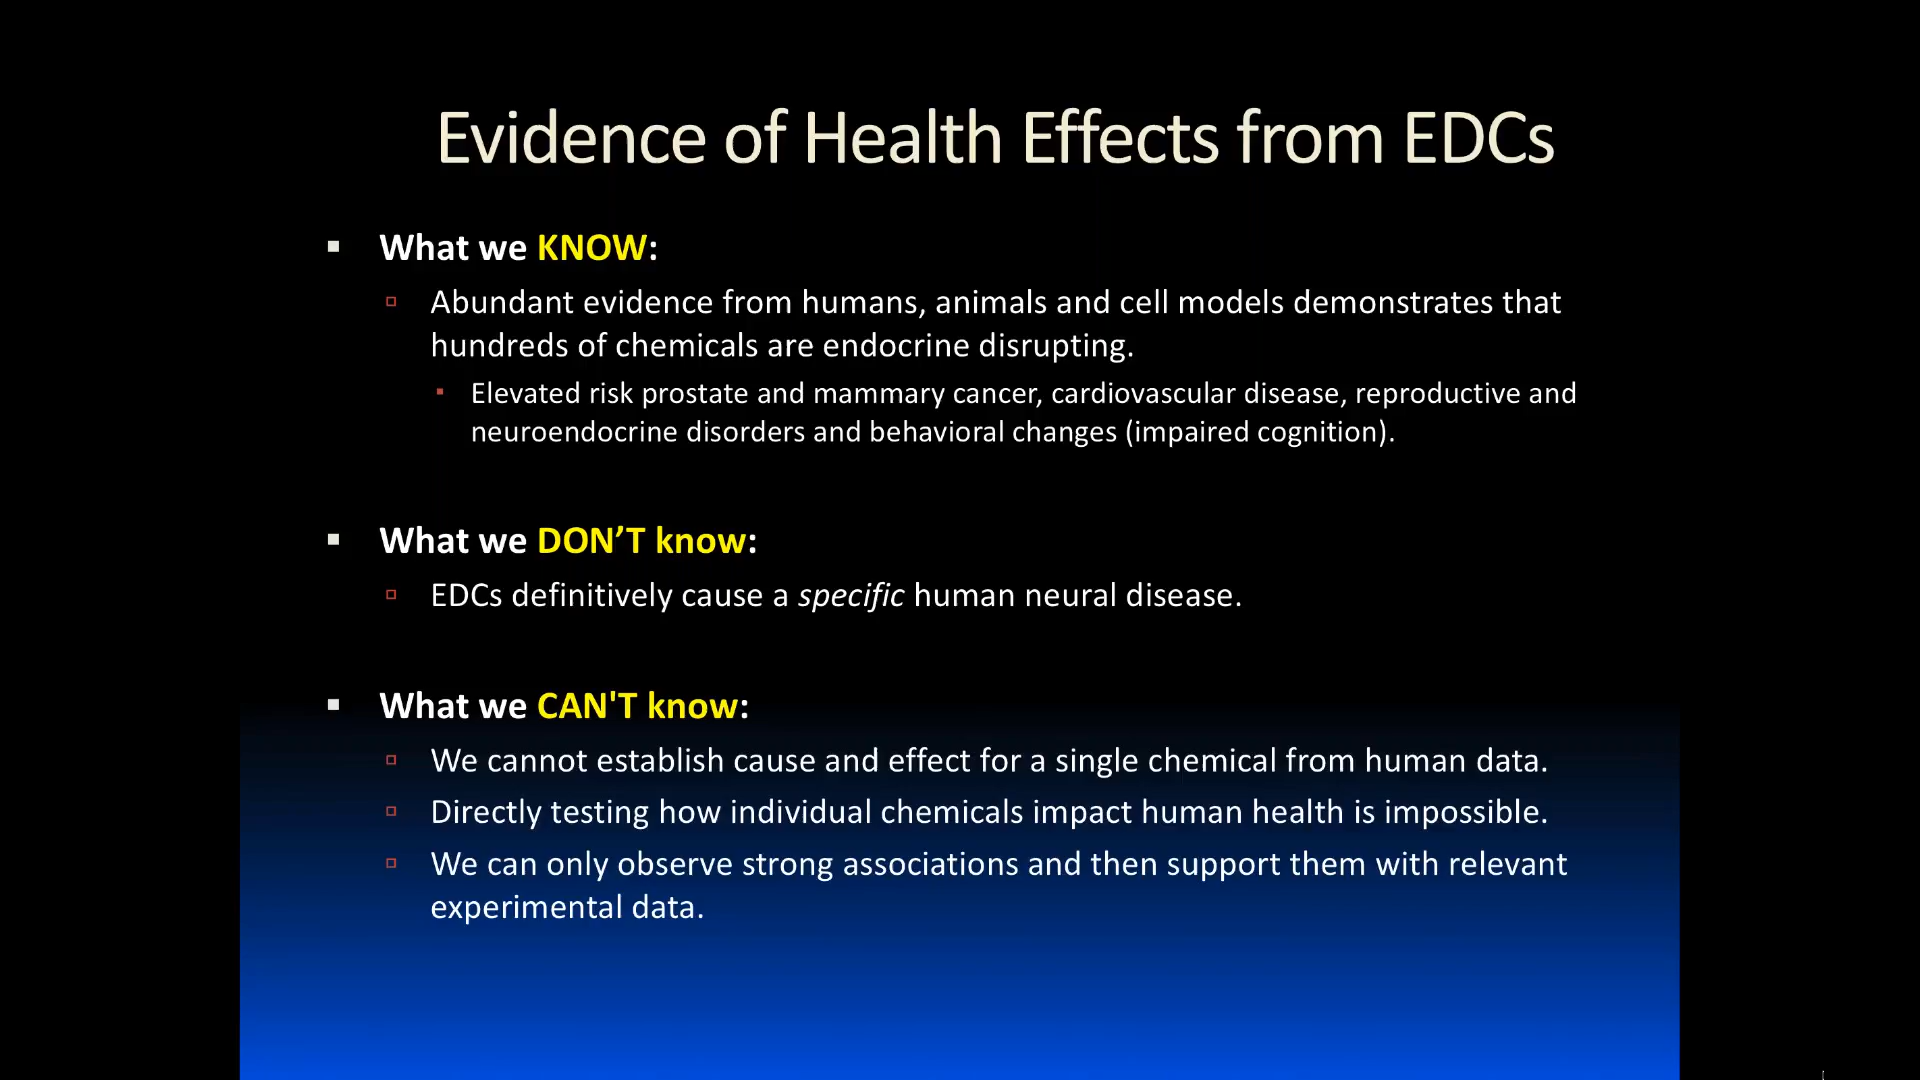 Evidence of Health Effects from EDCs
▪ What we KNOW:
▫ Abundant evidence from humans, animals and cell models demonstrates that
hundreds of chemicals are endocrine disrupting.
▪ Elevated risk prostate and mammary cancer, cardiovascular disease, reproductive and
neuroendocrine disorders and behavioral changes (impaired cognition).
▪ What we DON’T know:
▫ EDCs definitively cause a specific human neural disease.
▪ What we CAN'T know:
▫ We cannot establish cause and effect for a single chemical from human data.
▫ Directly testing how individual chemicals impact human health is impossible.
▫ We can only observe strong associations and then support them with relevant
experimental data.